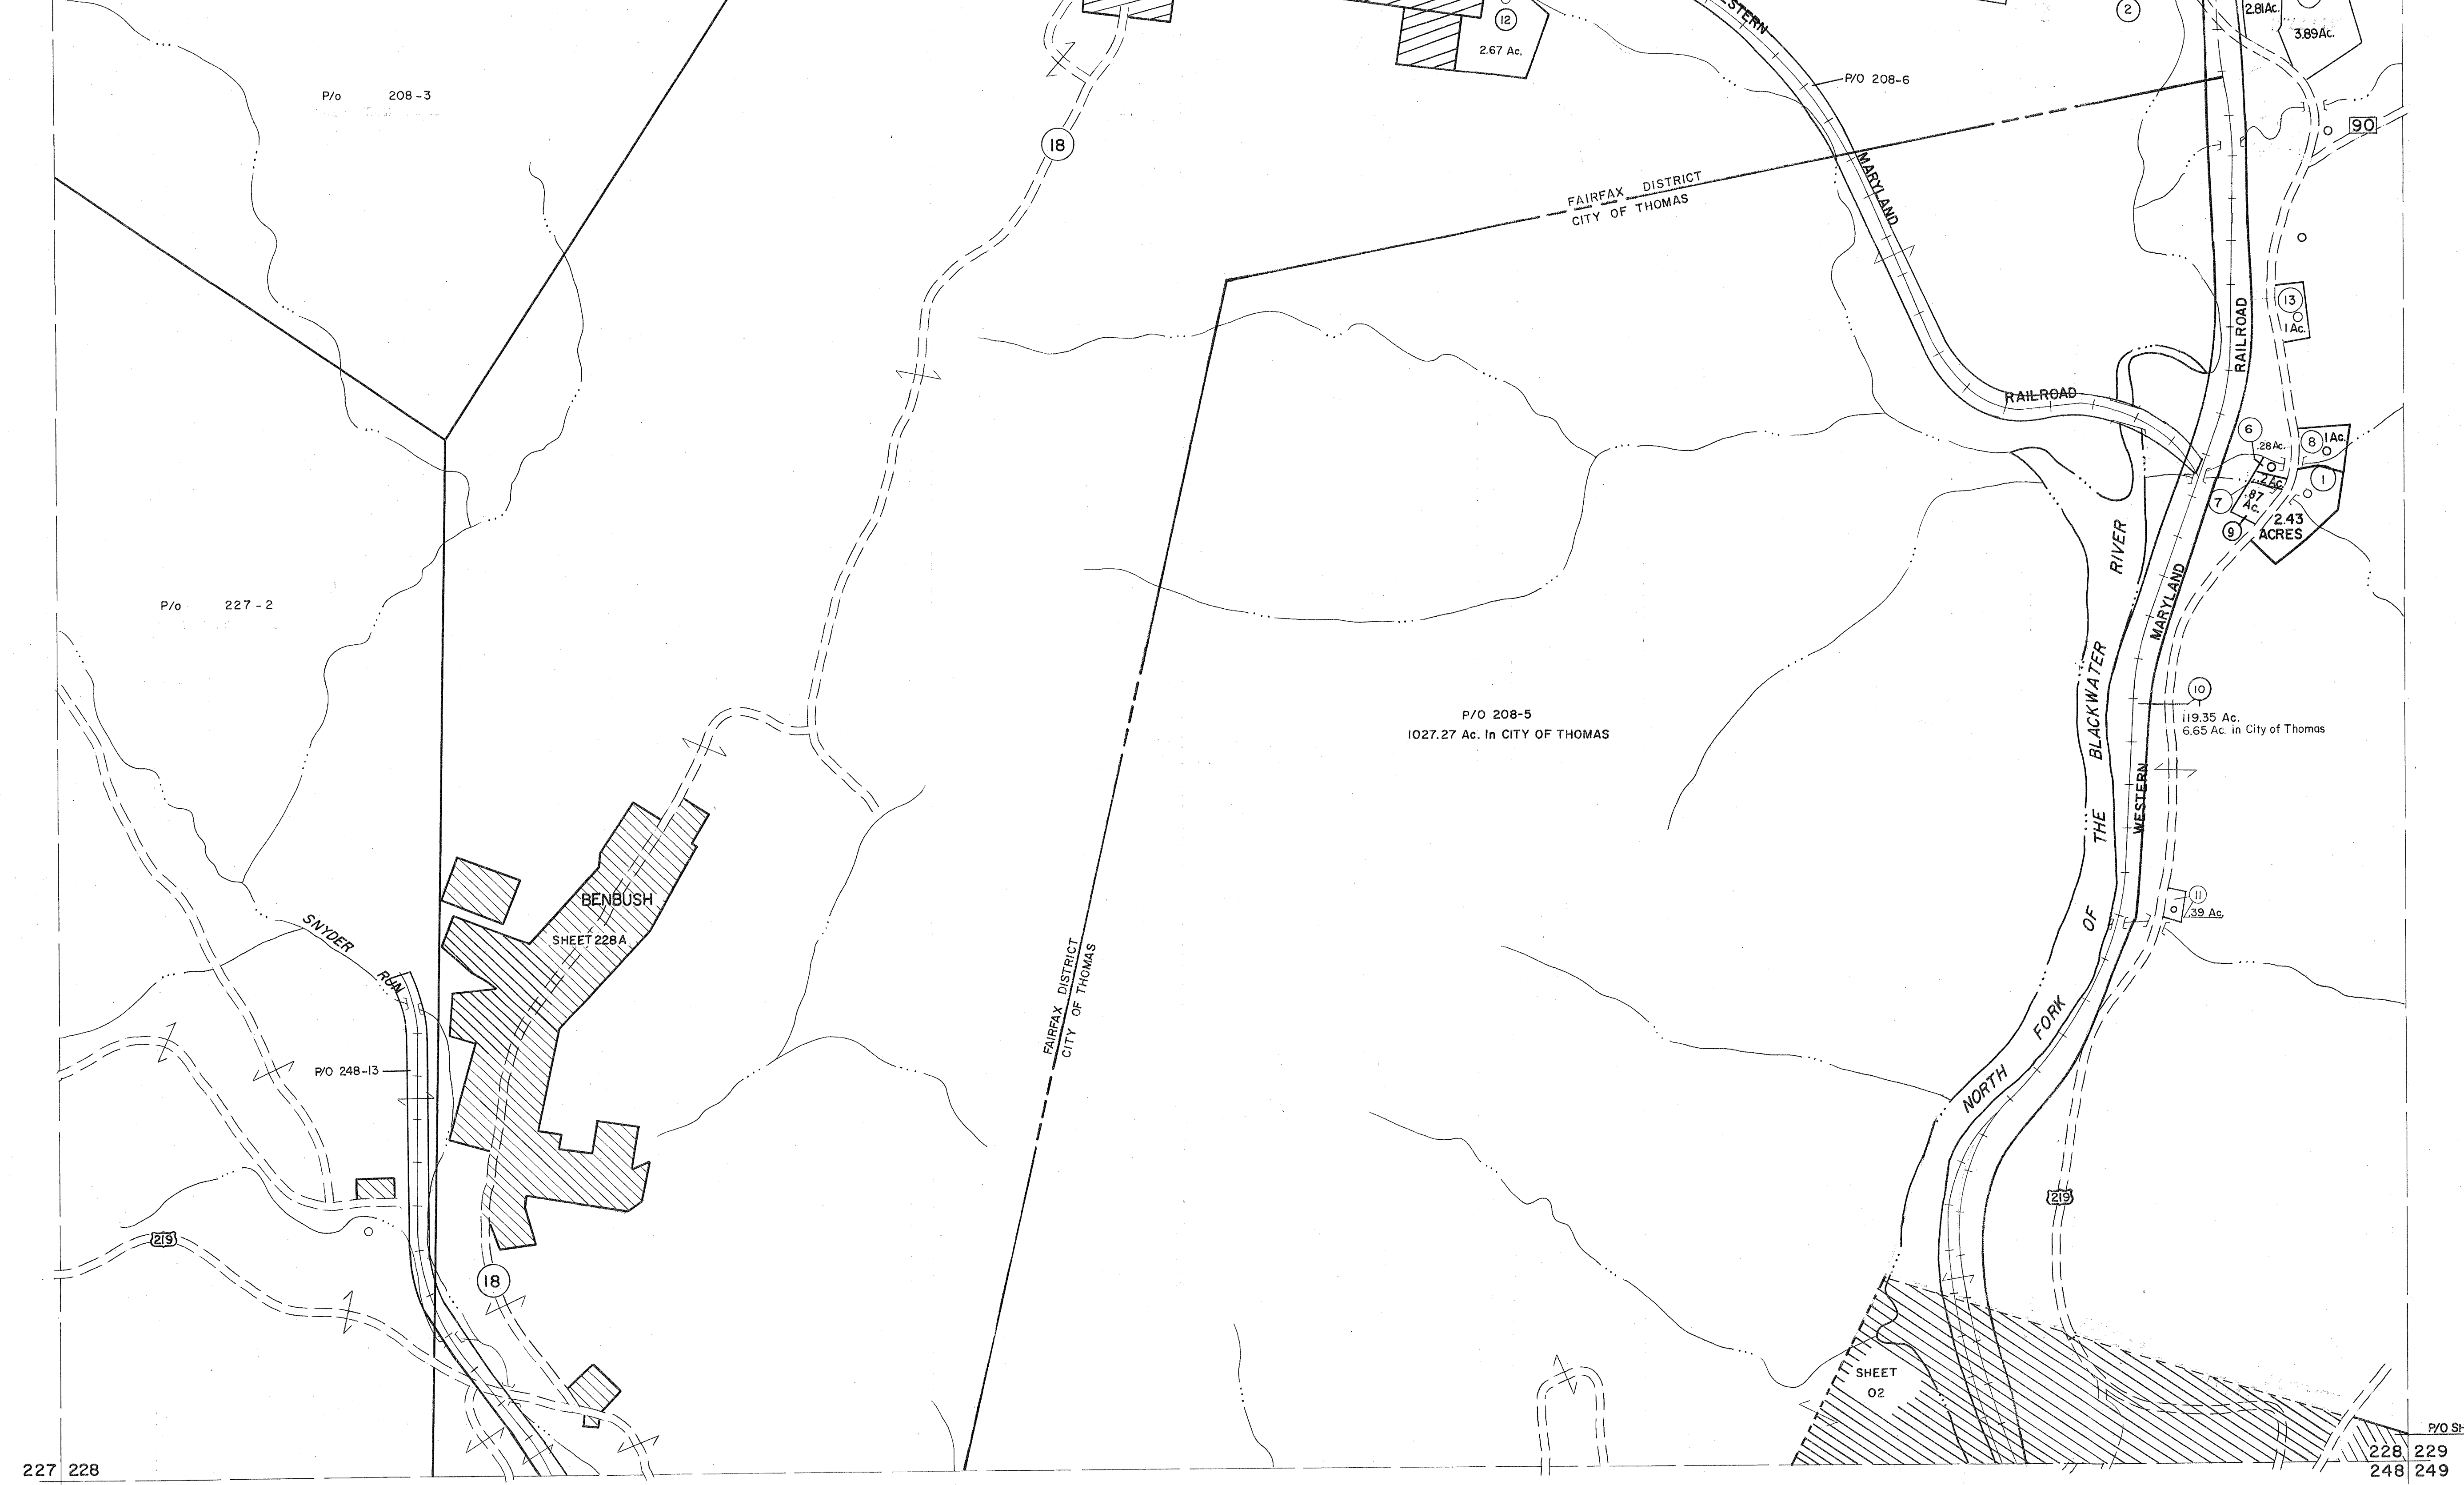 12
2.67 Ac.
STERN
2
2.81Ac.
3.89Ac.
P/o 208-3
P/O 208-6
18
90
MARYLAND
FAIRFAX DISTRICT
CITY OF THOMAS
13
1 Ac.
RAILROAD
RAILROAD
6
.28 Ac.
8
1 Ac.
.2 Ac.
1
7
.87
Ac.
9
2.43
ACRES
RIVER
MARYLAND
P/o 227-2
BLACKWATER
10
119.35 Ac.
6.65 Ac. in City of Thomas
P/O 208-5
1027.27 Ac. In CITY OF THOMAS
THE
WESTERN
BENBUSH
SHEET 228A
11
.39 Ac.
OF
SNYDER
RUN
FAIRFAX DISTRICT
CITY OF THOMAS
FORK
NORTH
P/O 248-13
219
219
18
SHEET
02
P/O SH
227 228
228 229
248 249